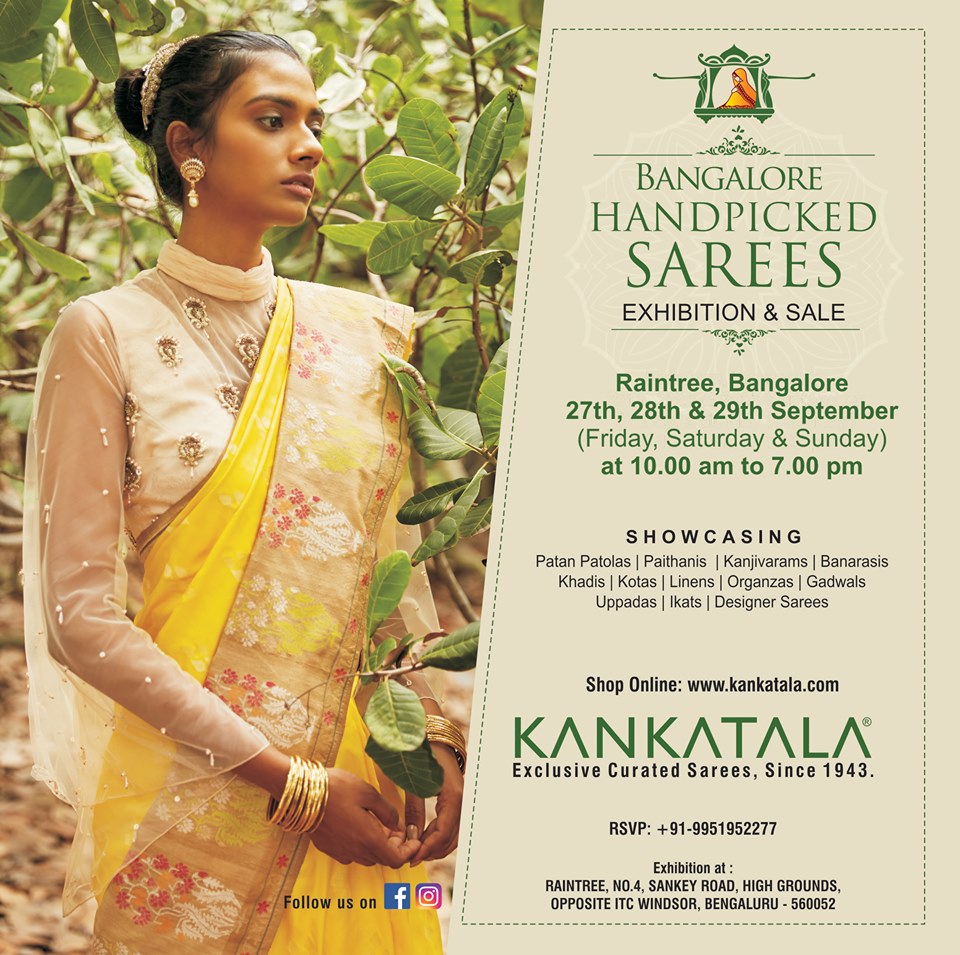 BANGALORE
HANDPICKED
SAREES
EXHIBITION & SALE
Raintree, Bangalore
27th, 28th & 29th September
(Friday, Saturday & Sunday)
at 10.00 am to 7.00 pm
SHOWCASING
Patan Patolas | Paithanis | Kanjivarams | Banarasis
Khadis | Kotas | Linens | Organzas | Gadwals
Uppadas | Ikats | Designer Sarees
Shop Online: www.kankatala.com
KANKATALA®
Exclusive Curated Sarees, Since 1943.
RSVP: +91-9951952277
Exhibition at :
RAINTREE, NO.4, SANKEY ROAD, HIGH GROUNDS,
OPPOSITE ITC WINDSOR, BENGALURU - 560052
Follow us on